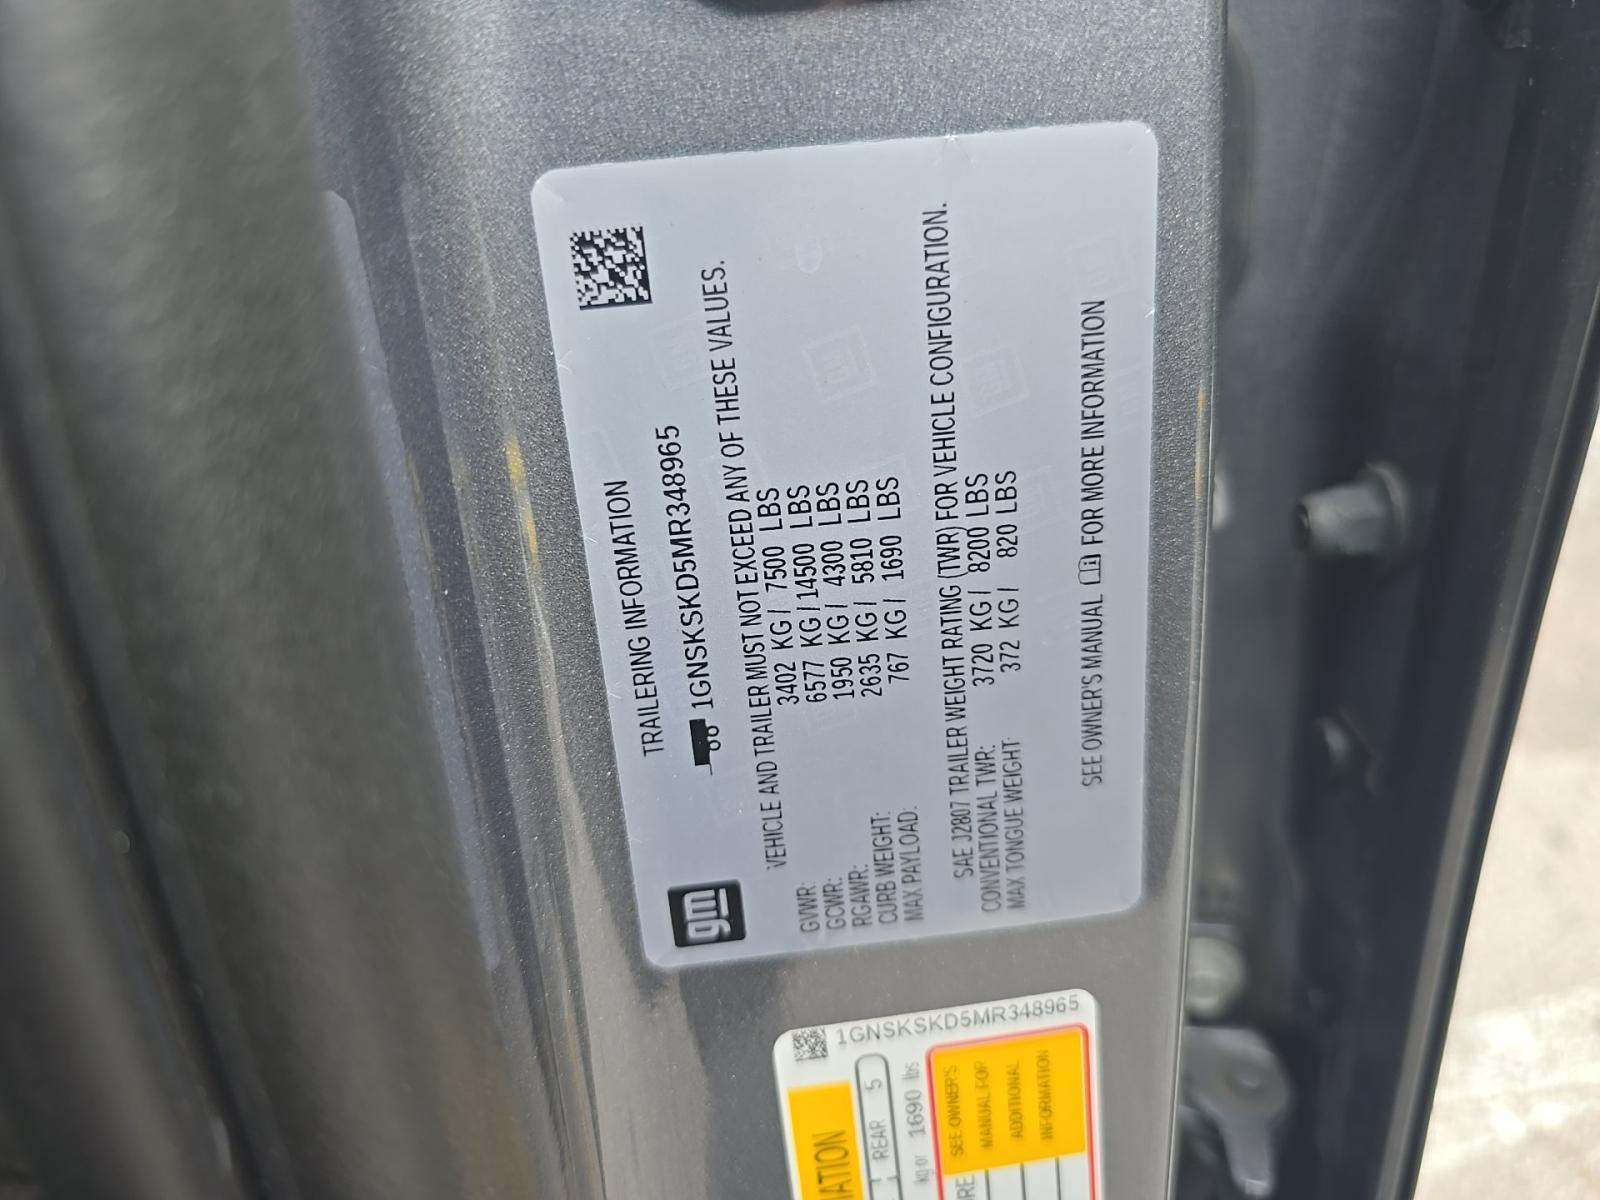 gm
TRAILERING INFORMATION
1GNSKSKD5MR348965
VEHICLE AND TRAILER MUST NOT EXCEED ANY OF THESE VALUES.
GVWR: 3402 KG / 7500 LBS
GCWR: 6577 KG / 14500 LBS
RGAWR: 1950 KG / 4300 LBS
CURB WEIGHT: 2635 KG / 5810 LBS
MAX PAYLOAD: 767 KG / 1690 LBS
SAE J2807 TRAILER WEIGHT RATING (TWR) FOR VEHICLE CONFIGURATION.
CONVENTIONAL TWR: 3720 KG / 8200 LBS
MAX TONGUE WEIGHT: 372 KG / 820 LBS
SEE OWNER'S MANUAL FOR MORE INFORMATION
1GNSKSKD5MR348965
MATION
REAR 5
kg or 1690 lbs
SEE OWNERS
MANUAL FOR
ADDITIONAL
INFORMATION